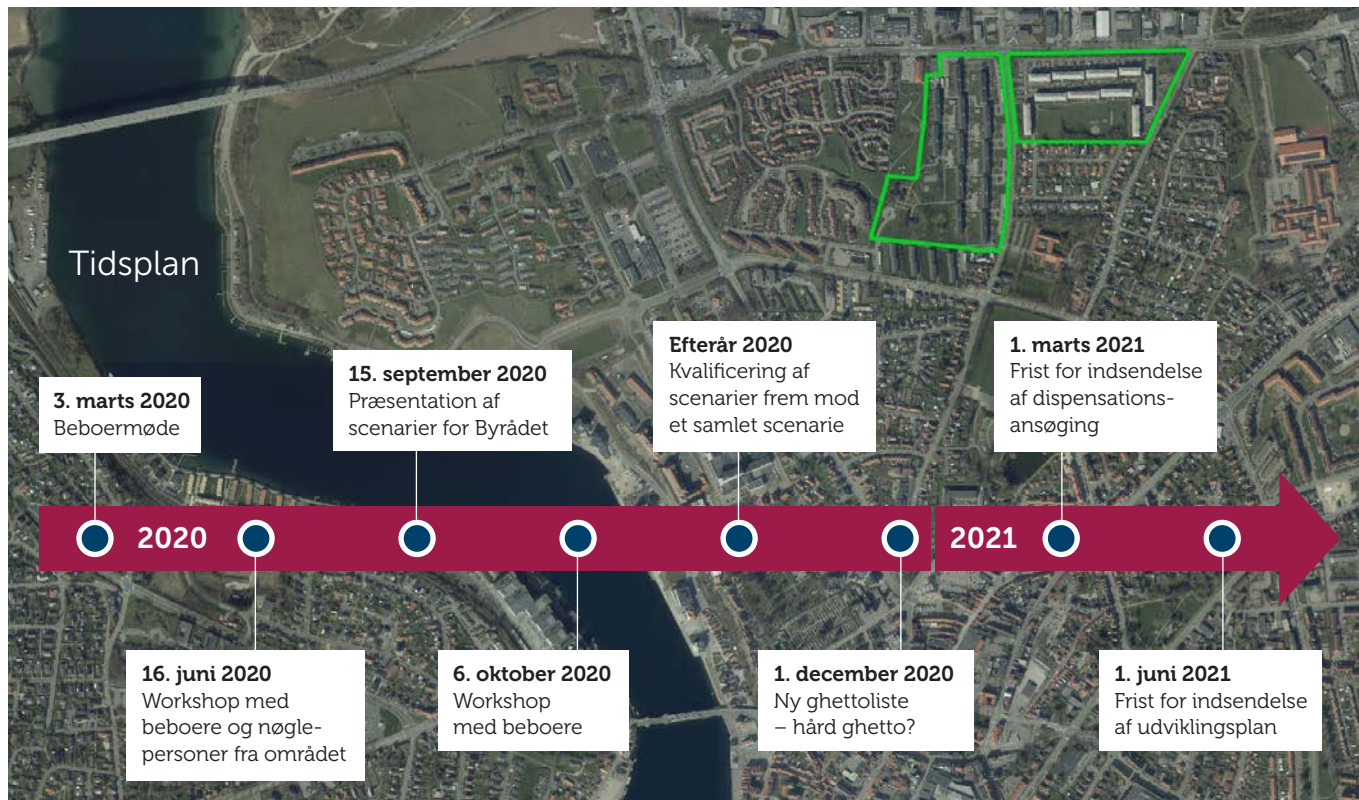 Tidsplan
3. marts 2020
Beboermøde
15. september 2020
Præsentation af
scenarier for Byrådet
Efterår 2020
Kvalificering af
scenarier frem mod
et samlet scenarie
1. marts 2021
Frist for indsendelse
af dispensations-
ansøging
2020
2021
16. juni 2020
Workshop med
beboere og nøgle-
personer fra området
6. oktober 2020
Workshop
med beboere
1. december 2020
Ny ghettoliste
– hård ghetto?
1. juni 2021
Frist for indsendelse
af udviklingsplan